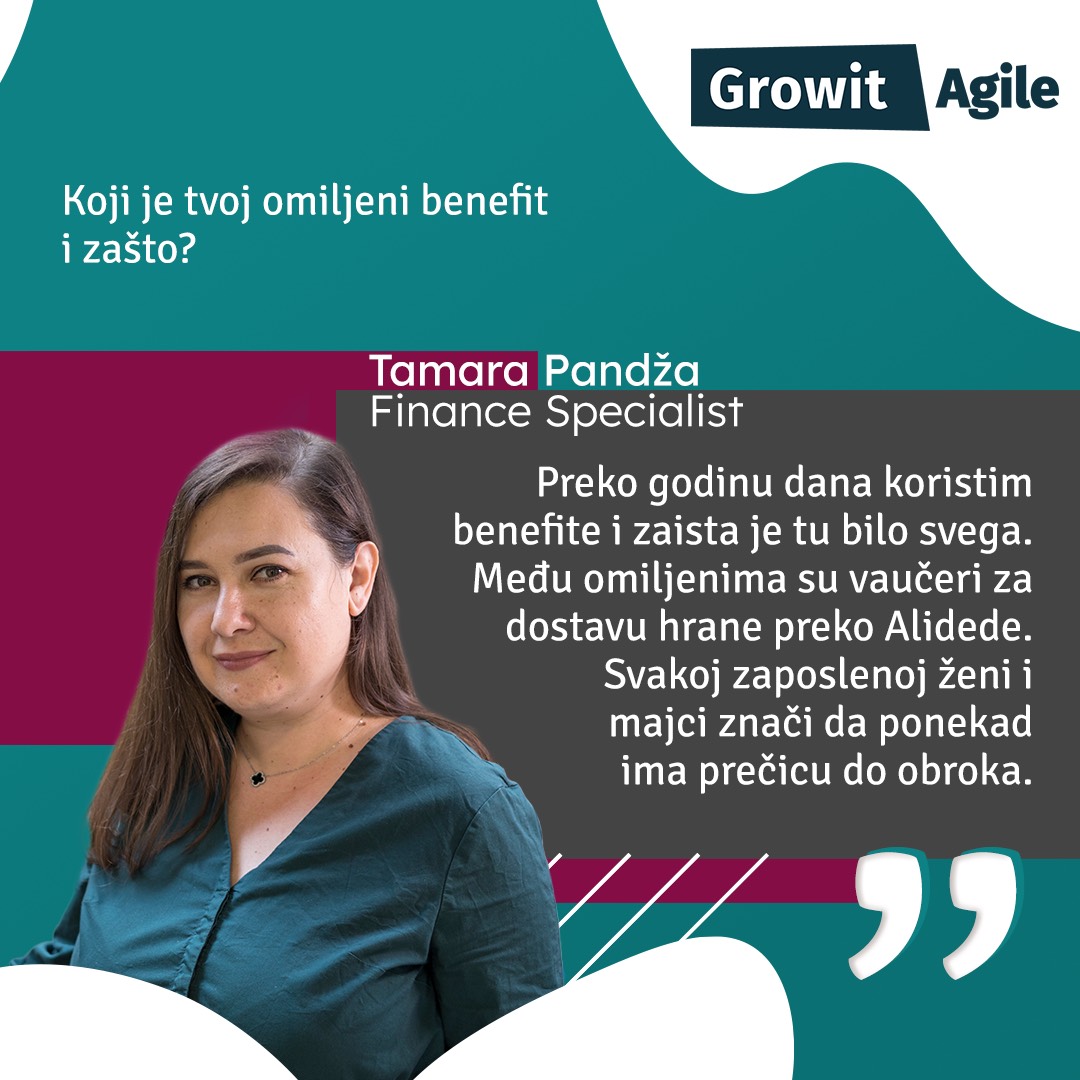 Growit Agile
Koji je tvoj omiljeni benefit
i zašto?
Tamara Pandža
Finance Specialist
Preko godinu dana koristim
benefite i zaista je tu bilo svega.
Među omiljenima su vaučeri za
dostavu hrane preko Alidede.
Svakoj zaposlenoj ženi i
majci znači da ponekad
ima prečicu do obroka.
”